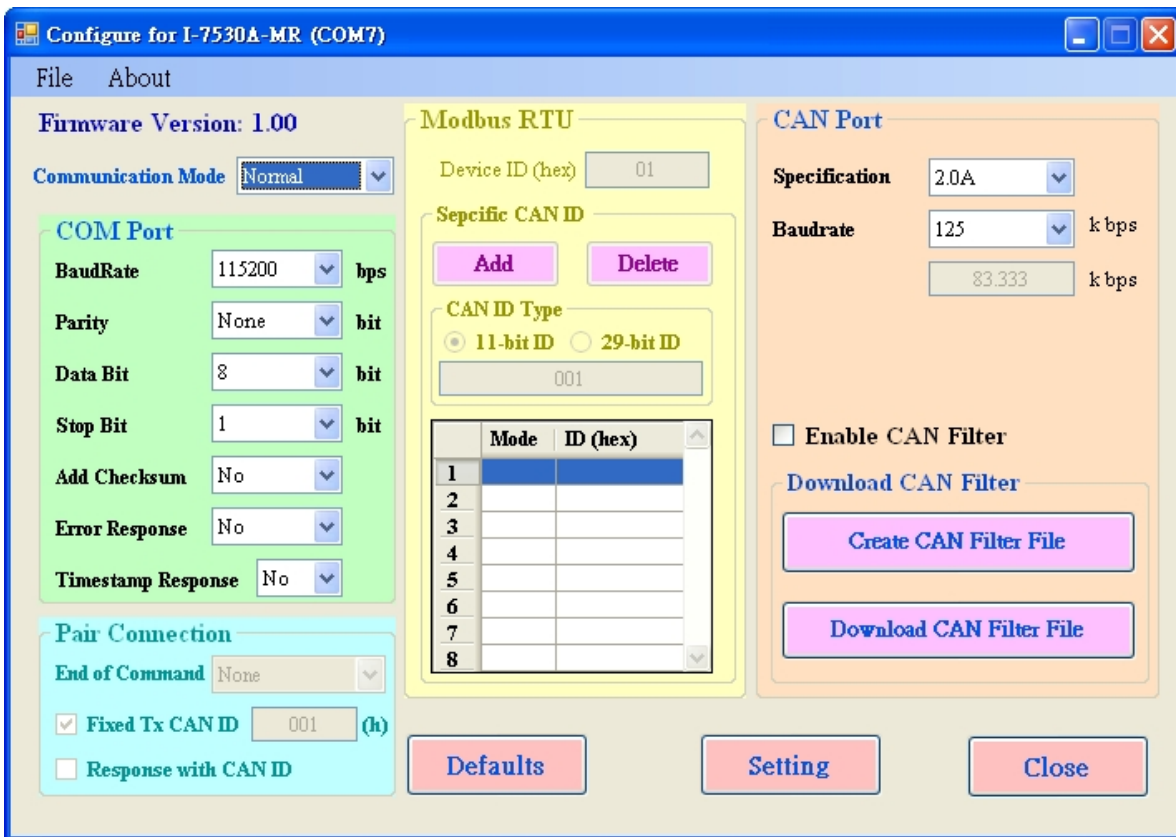 Configure for I-7530A-MR (COM7)
File About
Firmware Version: 1.00
Communication Mode Normal
COM Port
BaudRate 115200 bps
Parity None bit
Data Bit 8 bit
Stop Bit 1 bit
Add Checksum No
Error Response No
Timestamp Response No
Pair Connection
End of Command None
Fixed Tx CAN ID 001 (h)
Response with CAN ID
Modbus RTU
Device ID (hex) 01
Sepcific CAN ID
Add Delete
CAN ID Type
11-bit ID 29-bit ID
001
Mode ID (hex)
1
2
3
4
5
6
7
8
CAN Port
Specification 2.0A
Baudrate 125 k bps
83.333 k bps
Enable CAN Filter
Download CAN Filter
Create CAN Filter File
Download CAN Filter File
Defaults Setting Close